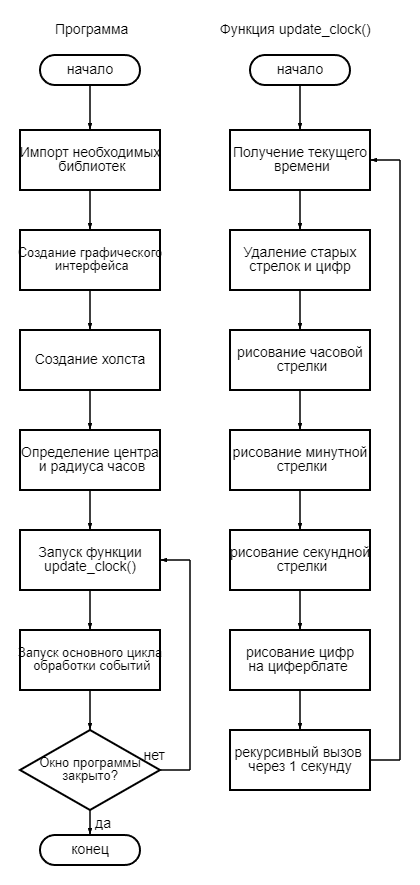 Программа
начало
Импорт необходимых
библиотек
Создание графического
интерфейса
Создание холста
Определение центра
и радиуса часов
Запуск функции
update_clock()
Запуск основного цикла
обработки событий
Окно программы
закрыто?
нет
да
конец
Функция update_clock()
начало
Получение текущего
времени
Удаление старых
стрелок и цифр
рисование часовой
стрелки
рисование минутной
стрелки
рисование секундной
стрелки
рисование цифр
на циферблате
рекурсивный вызов
через 1 секунду